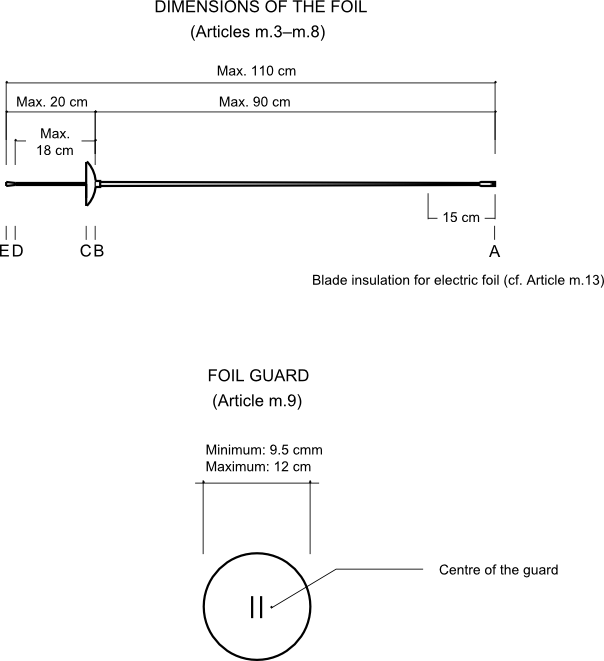 DIMENSIONS OF THE FOIL
(Articles m.3–m.8)
Max. 110 cm
Max. 20 cm
Max. 90 cm
Max.
18 cm
15 cm
E D C B A
Blade insulation for electric foil (cf. Article m.13)
FOIL GUARD
(Article m.9)
Minimum: 9.5 cmm
Maximum: 12 cm
Centre of the guard